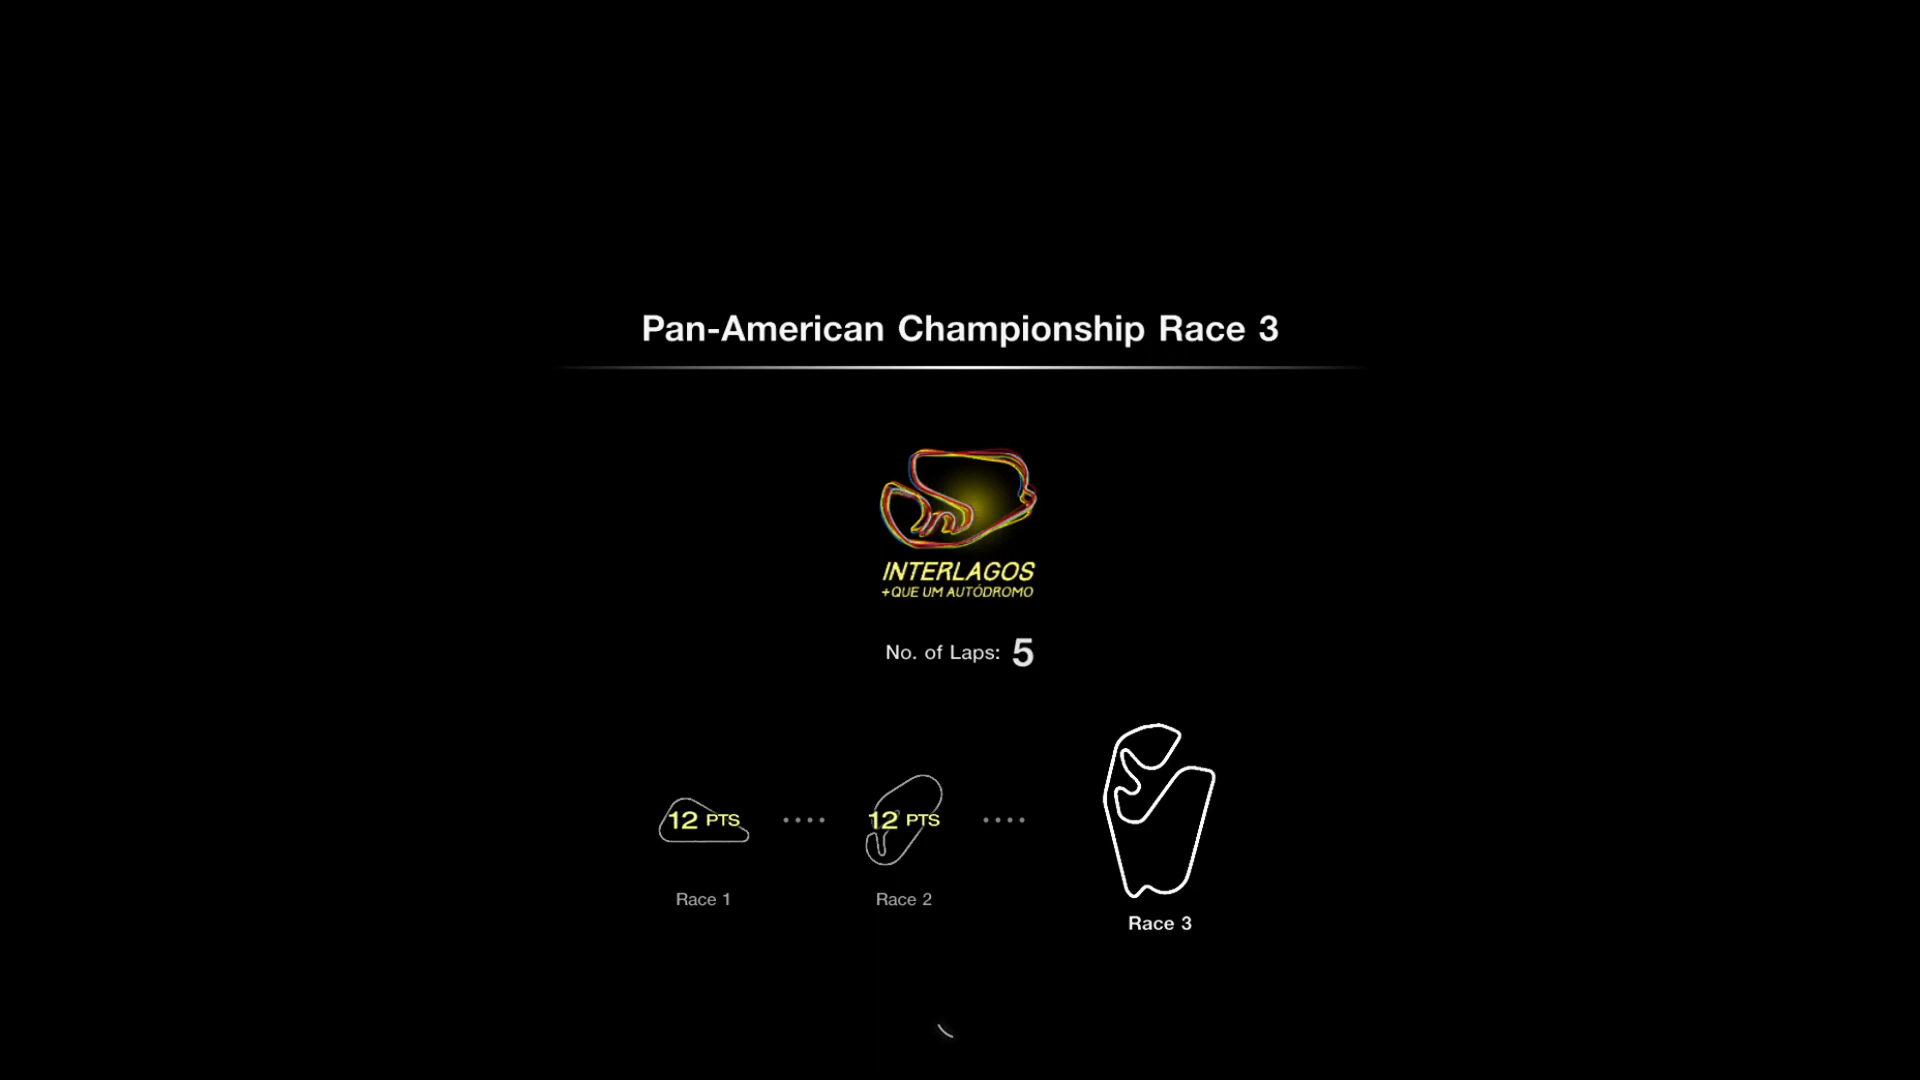 Pan-American Championship Race 3
INTERLAGOS
+QUE UM AUTÓDROMO
No. of Laps: 5
12 PTS
12 PTS
Race 1
Race 2
Race 3